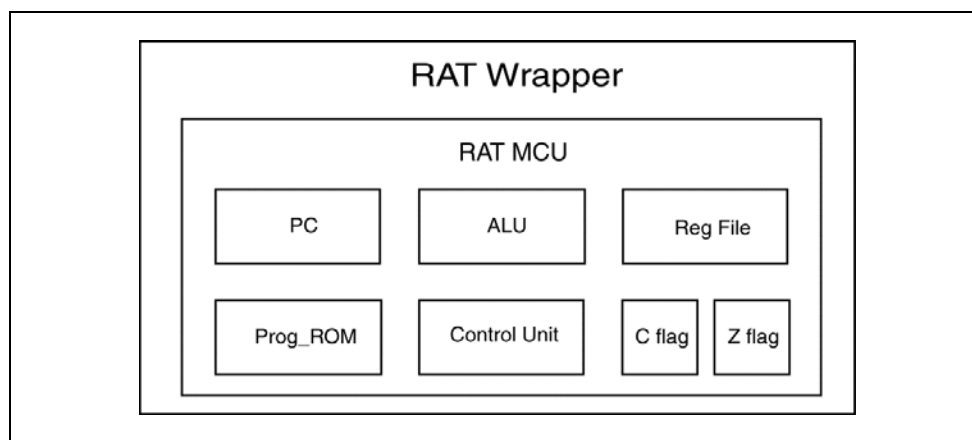 RAT Wrapper
RAT MCU
PC
ALU
Reg File
Prog_ROM
Control Unit
C flag
Z flag